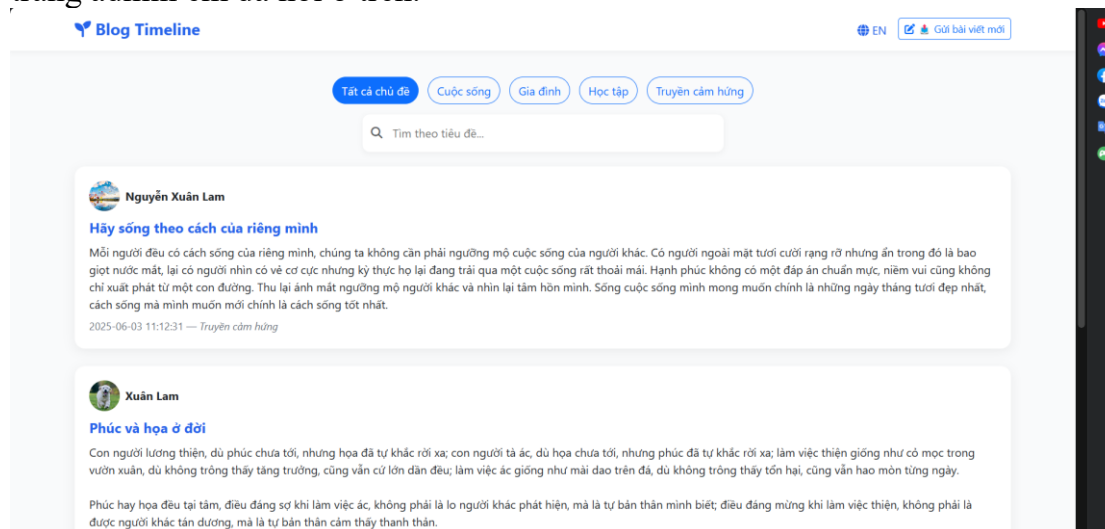 trang admin em đã nói ở trên.
Blog Timeline
EN
Gửi bài viết mới
Tất cả chủ đề
Cuộc sống
Gia đình
Học tập
Truyền cảm hứng
Tìm theo tiêu đề...
Nguyễn Xuân Lam
Hãy sống theo cách của riêng mình
Mỗi người đều có cách sống của riêng mình, chúng ta không cần phải ngưỡng mộ cuộc sống của người khác. Có người ngoài mặt tươi cười rạng rỡ nhưng ẩn trong đó là bao
giọt nước mắt, lại có người nhìn có vẻ cơ cực nhưng kỳ thực họ lại đang trải qua một cuộc sống rất thoải mái. Hạnh phúc không có một đáp án chuẩn mực, niềm vui cũng không
chỉ xuất phát từ một con đường. Thu lại ánh mắt ngưỡng mộ người khác và nhìn lại tâm hồn mình. Sống cuộc sống mình mong muốn chính là những ngày tháng tươi đẹp nhất,
cách sống mà mình muốn mới chính là cách sống tốt nhất.
2025-06-03 11:12:31 — Truyền cảm hứng
Xuân Lam
Phúc và họa ở đời
Con người lương thiện, dù phúc chưa tới, nhưng họa đã tự khắc rời xa; con người tà ác, dù họa chưa tới, nhưng phúc đã tự khắc rời xa; làm việc thiện giống như cỏ mọc trong
vườn xuân, dù không trông thấy tăng trưởng, cũng vẫn cứ lớn dần đều; làm việc ác giống như mài dao trên đá, dù không trông thấy tổn hại, cũng vẫn hao mòn từng ngày.
Phúc hay họa đều tại tâm, điều đáng sợ khi làm việc ác, không phải là lo người khác phát hiện, mà là tự bản thân mình biết; điều đáng mừng khi làm việc thiện, không phải là
được người khác tán dương, mà là tự bản thân cảm thấy thanh thản.